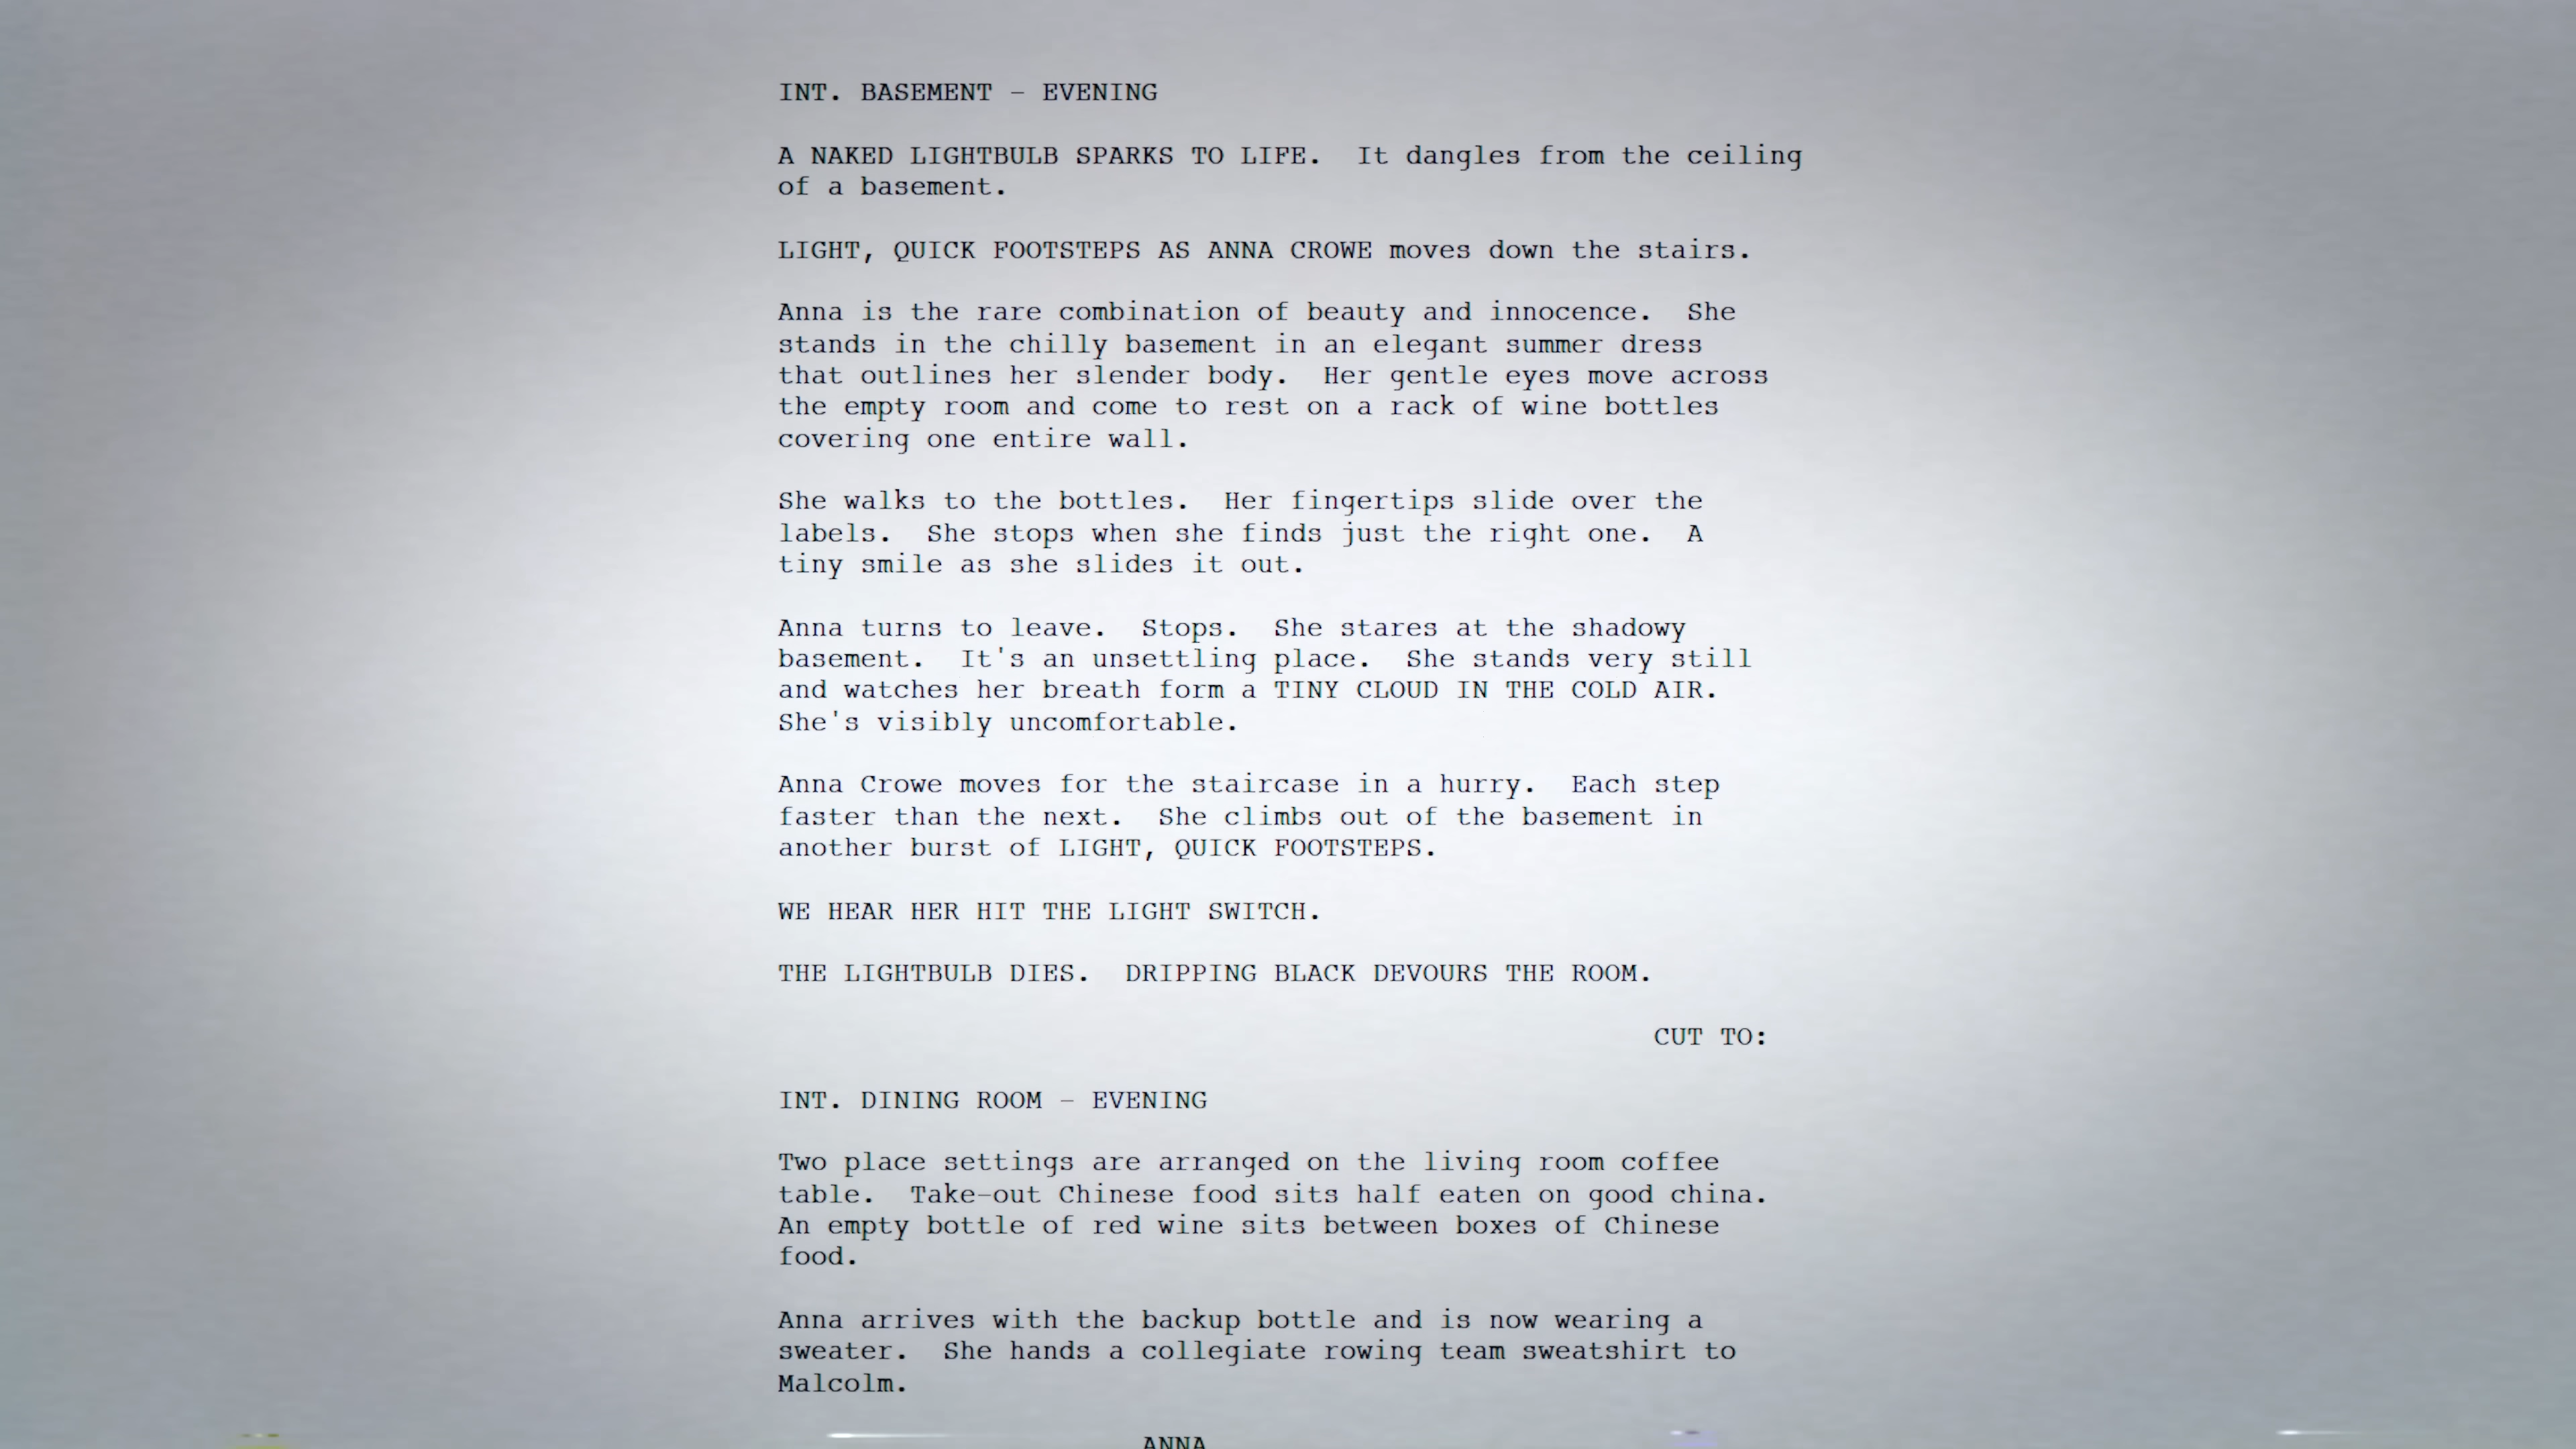 INT. BASEMENT - EVENING
A NAKED LIGHTBULB SPARKS TO LIFE.  It dangles from the ceiling
of a basement.
LIGHT, QUICK FOOTSTEPS AS ANNA CROWE moves down the stairs.
Anna is the rare combination of beauty and innocence.  She
stands in the chilly basement in an elegant summer dress
that outlines her slender body.  Her gentle eyes move across
the empty room and come to rest on a rack of wine bottles
covering one entire wall.
She walks to the bottles.  Her fingertips slide over the
labels.  She stops when she finds just the right one.  A
tiny smile as she slides it out.
Anna turns to leave.  Stops.  She stares at the shadowy
basement.  It's an unsettling place.  She stands very still
and watches her breath form a TINY CLOUD IN THE COLD AIR.
She's visibly uncomfortable.
Anna Crowe moves for the staircase in a hurry.  Each step
faster than the next.  She climbs out of the basement in
another burst of LIGHT, QUICK FOOTSTEPS.
WE HEAR HER HIT THE LIGHT SWITCH.
THE LIGHTBULB DIES.  DRIPPING BLACK DEVOURS THE ROOM.
CUT TO:
INT. DINING ROOM - EVENING
Two place settings are arranged on the living room coffee
table.  Take-out Chinese food sits half eaten on good china.
An empty bottle of red wine sits between boxes of Chinese
food.
Anna arrives with the backup bottle and is now wearing a
sweater.  She hands a collegiate rowing team sweatshirt to
Malcolm.
ANNA